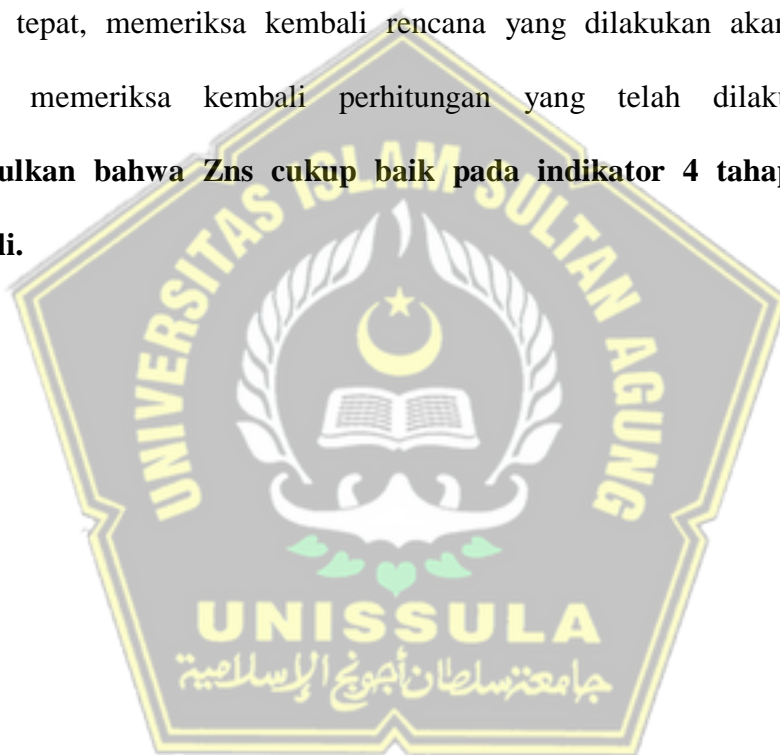 tepat, memeriksa kembali rencana yang dilakukan akan
memeriksa kembali perhitungan yang telah dilaku
ulkan bahwa Zns cukup baik pada indikator 4 tahap
li.
UNIVERSITAS ISLAM SULTAN AGUNG
UNISSULA
جامعة سلطان أجونج الإسلامية